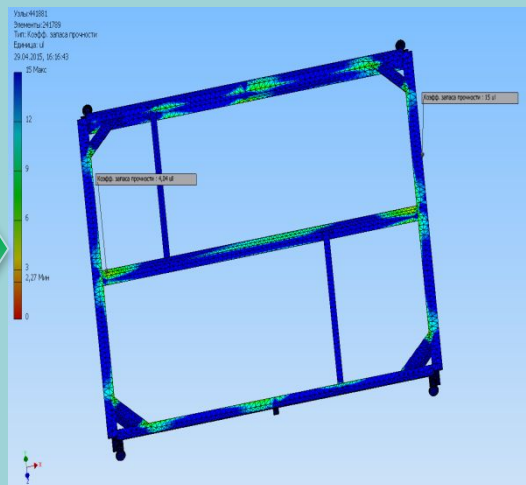 Узлы:441881
Элементы:241789
Тип: Коэфф. запаса прочности
Единица: ul
29.04.2015, 16:16:43
15 Макс
12
9
6
3
2,27 Мин
0
Коэфф. запаса прочности : 15 ul
Коэфф. запаса прочности : 4,04 ul